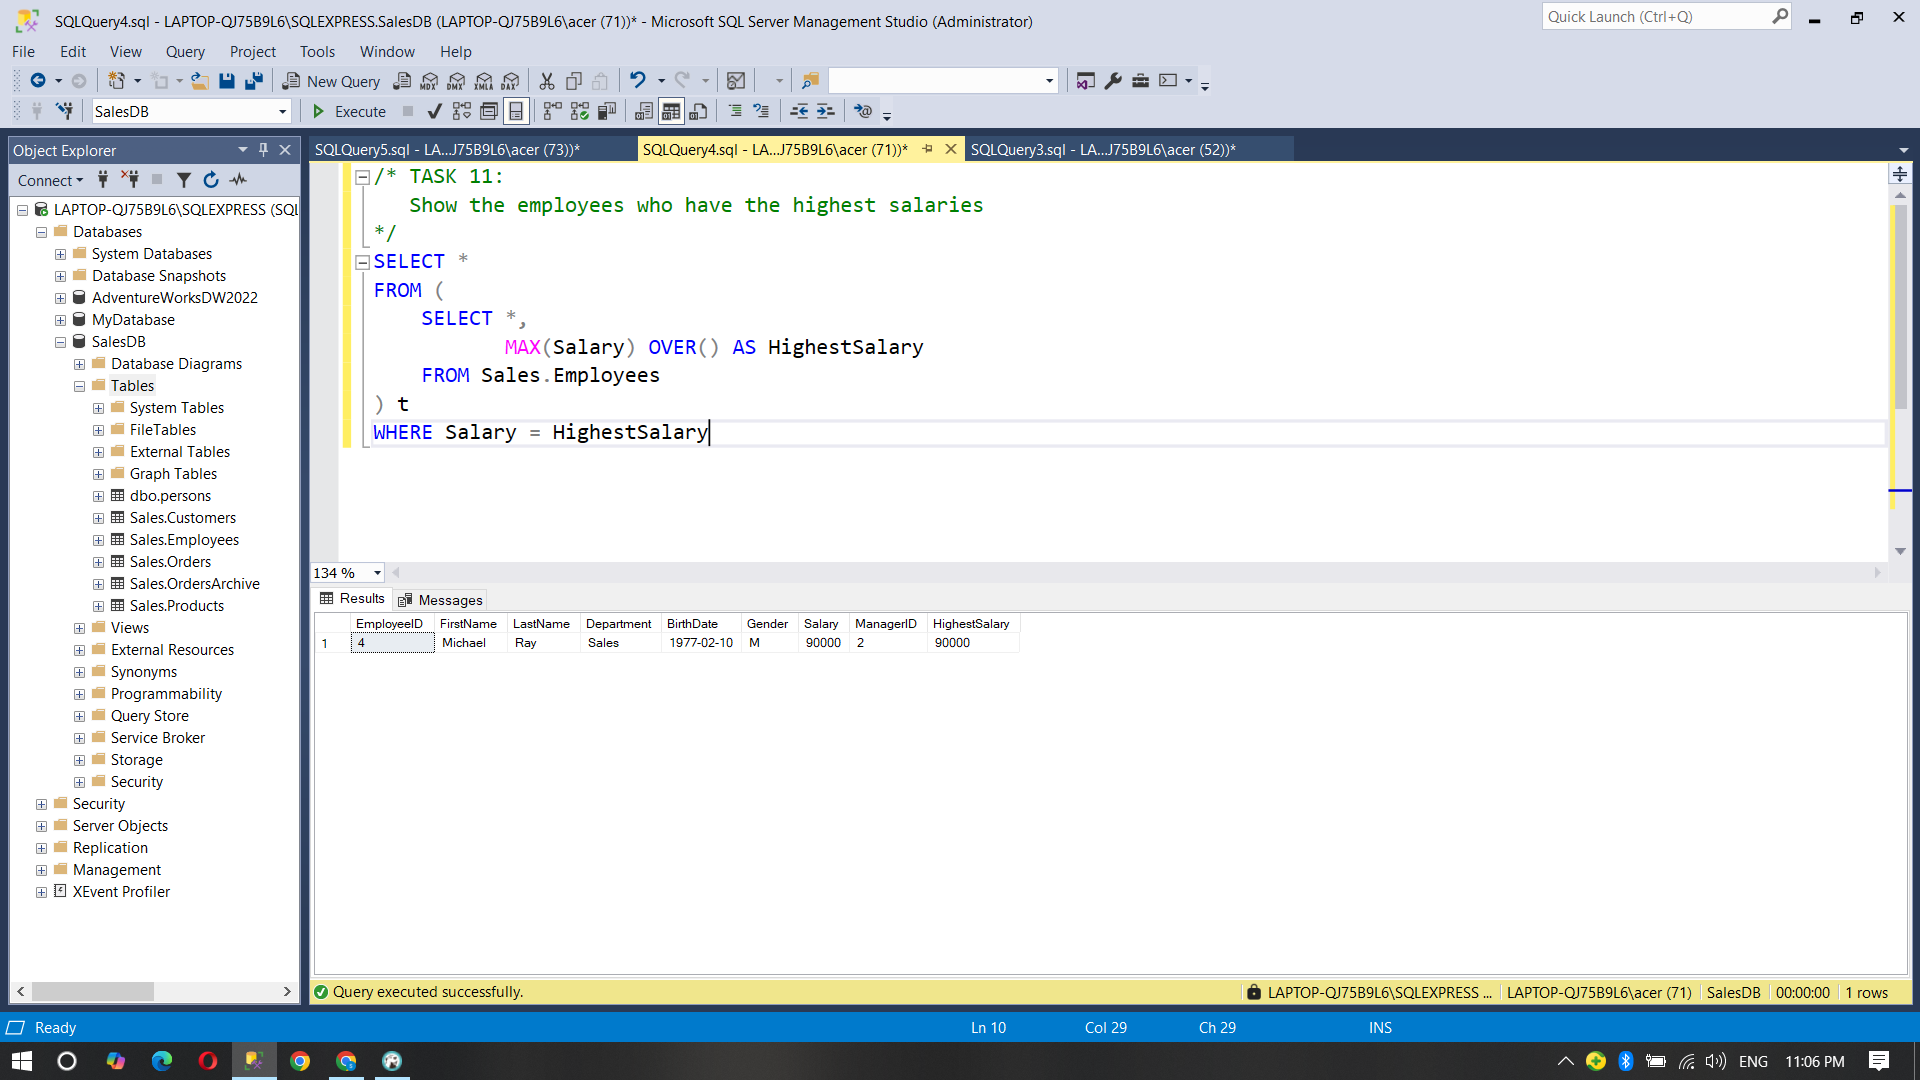 SQLQuery4.sql - LAPTOP-QJ75B9L6\SQLEXPRESS.SalesDB (LAPTOP-QJ75B9L6\acer (71))* - Microsoft SQL Server Management Studio (Administrator)
Quick Launch (Ctrl+Q)
File Edit View Query Project Tools Window Help
New Query MDX DMX XMLA DAX
SalesDB Execute
Object Explorer
SQLQuery5.sql - LA...J75B9L6\acer (73))* SQLQuery4.sql - LA...J75B9L6\acer (71))* SQLQuery3.sql - LA...J75B9L6\acer (52))*
Connect
LAPTOP-QJ75B9L6\SQLEXPRESS (SQL
Databases
System Databases
Database Snapshots
AdventureWorksDW2022
MyDatabase
SalesDB
Database Diagrams
Tables
System Tables
FileTables
External Tables
Graph Tables
dbo.persons
Sales.Customers
Sales.Employees
Sales.Orders
Sales.OrdersArchive
Sales.Products
Views
External Resources
Synonyms
Programmability
Query Store
Service Broker
Storage
Security
Security
Server Objects
Replication
Management
XEvent Profiler
/* TASK 11:
Show the employees who have the highest salaries
*/
SELECT *
FROM (
SELECT *,
MAX(Salary) OVER() AS HighestSalary
FROM Sales.Employees
) t
WHERE Salary = HighestSalary
134 %
Results Messages
EmployeeID FirstName LastName Department BirthDate Gender Salary ManagerID HighestSalary
1 4 Michael Ray Sales 1977-02-10 M 90000 2 90000
Query executed successfully. LAPTOP-QJ75B9L6\SQLEXPRESS ... LAPTOP-QJ75B9L6\acer (71) SalesDB 00:00:00 1 rows
Ready Ln 10 Col 29 Ch 29 INS
ENG 11:06 PM